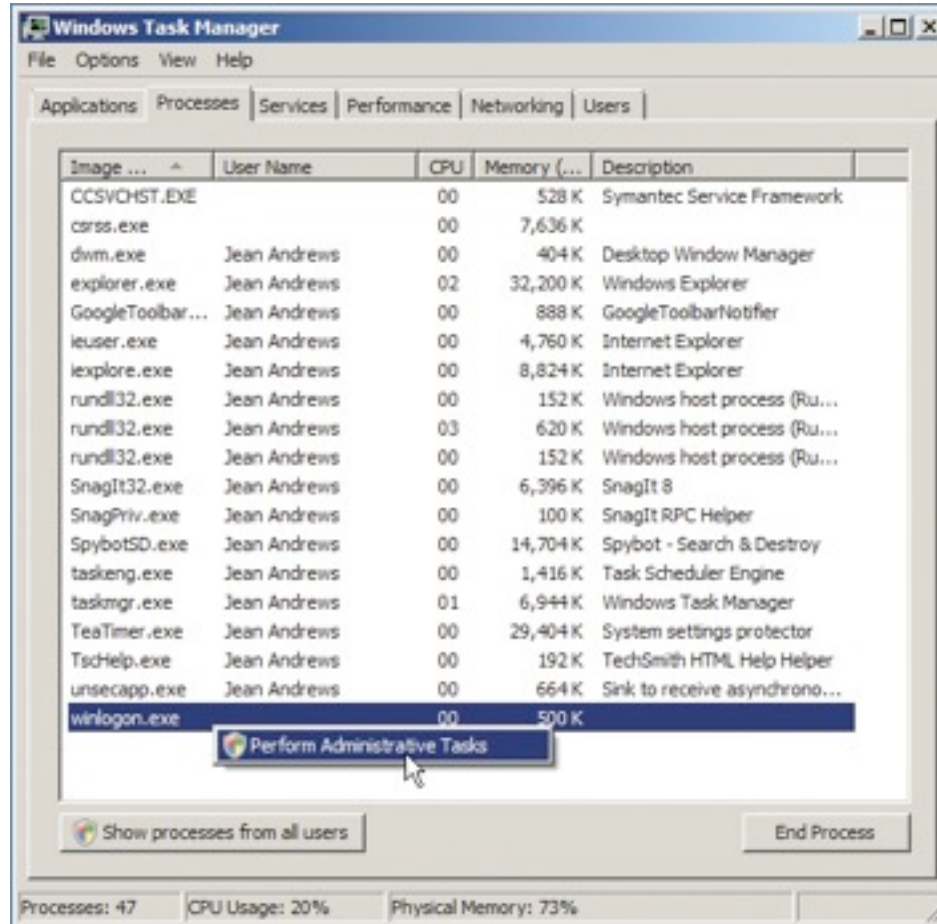 Windows Task Manager
File Options View Help
Applications Processes Services Performance Networking Users
Image ... User Name CPU Memory (... Description
CCSVCHST.EXE 00 528 K Symantec Service Framework
csrss.exe 00 7,636 K
dwm.exe Jean Andrews 00 404 K Desktop Window Manager
explorer.exe Jean Andrews 02 32,200 K Windows Explorer
GoogleToolbar... Jean Andrews 00 888 K GoogleToolbarNotifier
ieuser.exe Jean Andrews 00 4,760 K Internet Explorer
iexplore.exe Jean Andrews 00 8,824 K Internet Explorer
rundll32.exe Jean Andrews 00 152 K Windows host process (Ru...
rundll32.exe Jean Andrews 03 620 K Windows host process (Ru...
rundll32.exe Jean Andrews 00 152 K Windows host process (Ru...
SnagIt32.exe Jean Andrews 00 6,396 K SnagIt 8
SnagPriv.exe Jean Andrews 00 100 K SnagIt RPC Helper
SpybotSD.exe Jean Andrews 00 14,704 K Spybot - Search & Destroy
taskeng.exe Jean Andrews 00 1,416 K Task Scheduler Engine
taskmgr.exe Jean Andrews 01 6,944 K Windows Task Manager
TeaTimer.exe Jean Andrews 00 29,404 K System settings protector
TscHelp.exe Jean Andrews 00 192 K TechSmith HTML Help Helper
unsecapp.exe Jean Andrews 00 664 K Sink to receive asynchrono...
winlogon.exe 00 500 K
Perform Administrative Tasks
Show processes from all users End Process
Processes: 47 CPU Usage: 20% Physical Memory: 73%